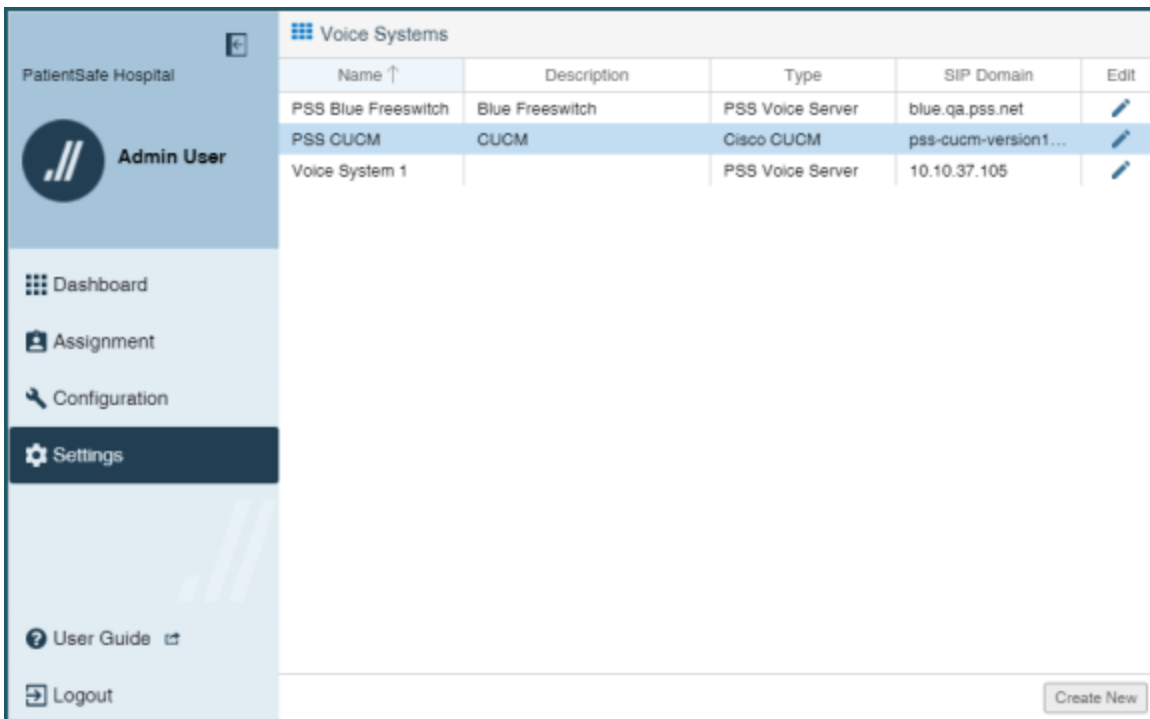 PatientSafe Hospital
Admin User
Dashboard
Assignment
Configuration
Settings
User Guide
Logout
Voice Systems
Name ↑ Description Type SIP Domain Edit
PSS Blue Freeswitch Blue Freeswitch PSS Voice Server blue.qa.pss.net
PSS CUCM CUCM Cisco CUCM pss-cucm-version1...
Voice System 1 PSS Voice Server 10.10.37.105
Create New